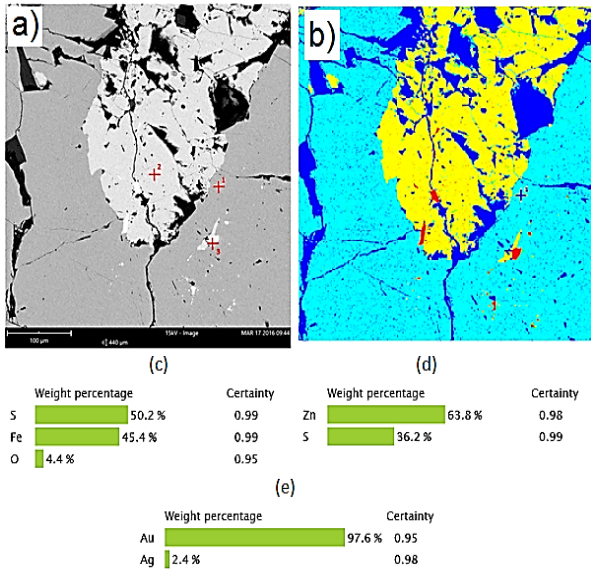 a)
b)
2
1
3
100 µm
440 µm
15kV - Image
MAR 17 2016 09:44
(c)
(d)
Weight percentage Certainty
S 50.2 % 0.99
Fe 45.4 % 0.99
O 4.4 % 0.95
Weight percentage Certainty
Zn 63.8 % 0.98
S 36.2 % 0.99
(e)
Weight percentage Certainty
Au 97.6 % 0.95
Ag 2.4 % 0.98